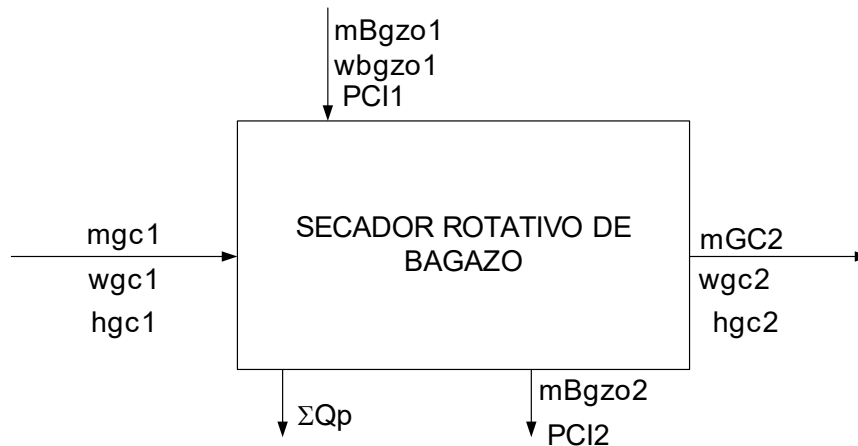 mBgzo1
wbgzo1
PCI1
SECADOR ROTATIVO DE
BAGAZO
mgc1
wgc1
hgc1
mGC2
wgc2
hgc2
ΣQp
mBgzo2
PCI2